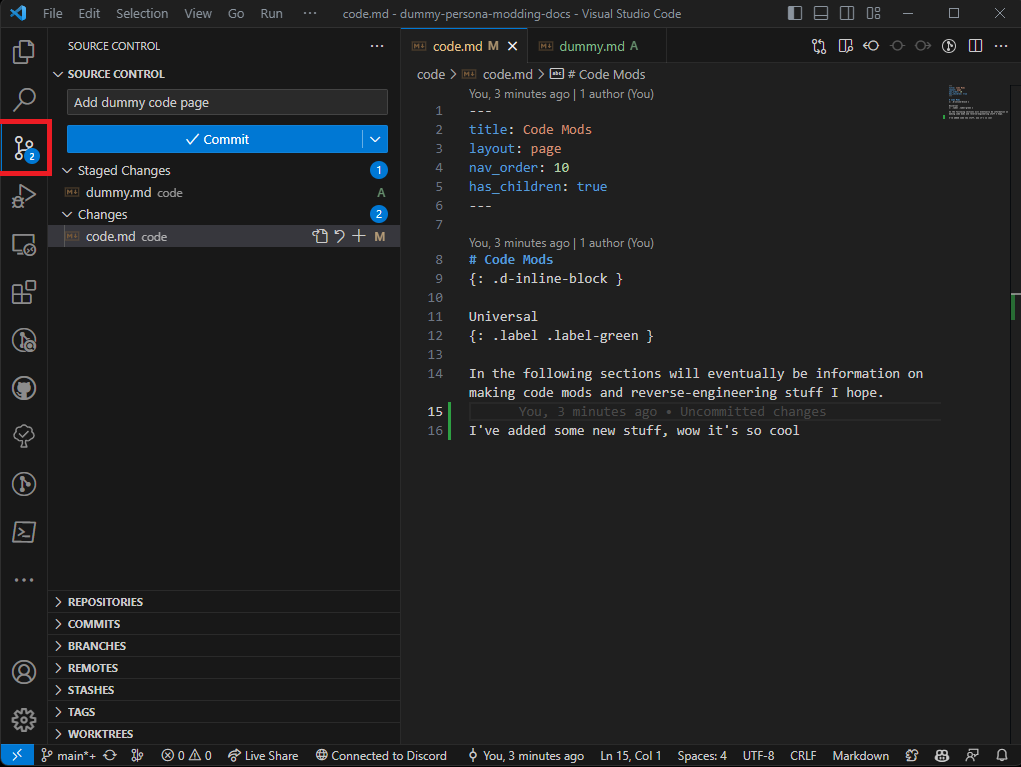 File Edit Selection View Go Run ··· code.md - dummy-persona-modding-docs - Visual Studio Code
SOURCE CONTROL ···
SOURCE CONTROL
Add dummy code page
Commit
Staged Changes 1
dummy.md code A
Changes 2
code.md code M
REPOSITORIES
COMMITS
BRANCHES
REMOTES
STASHES
TAGS
WORKTREES
2
code.md M
dummy.md A
code > code.md > # Code Mods
You, 3 minutes ago | 1 author (You)
1 ---
2 title: Code Mods
3 layout: page
4 nav_order: 10
5 has_children: true
6 ---
7
You, 3 minutes ago | 1 author (You)
8 # Code Mods
9 {: .d-inline-block }
10
11 Universal
12 {: .label .label-green }
13
14 In the following sections will eventually be information on
making code mods and reverse-engineering stuff I hope.
15 You, 3 minutes ago • Uncommitted changes
16 I've added some new stuff, wow it's so cool
main*+ 0 0 Live Share Connected to Discord You, 3 minutes ago Ln 15, Col 1 Spaces: 4 UTF-8 CRLF Markdown